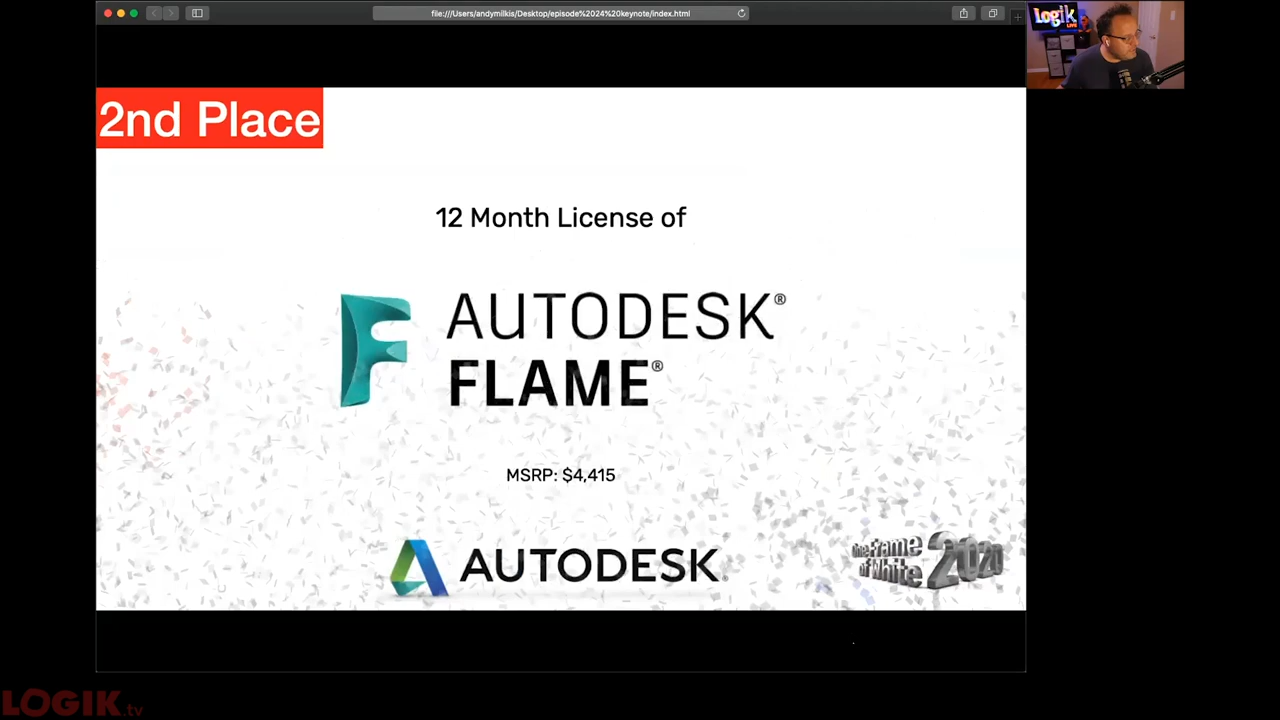 file:///Users/andymilkis/Desktop/episode%2024%20keynote/index.html
Logik
LIVE
2nd Place
12 Month License of
AUTODESK®
FLAME®
MSRP: $4,415
AUTODESK
One Frame
of White
2020
LOGIK.tv